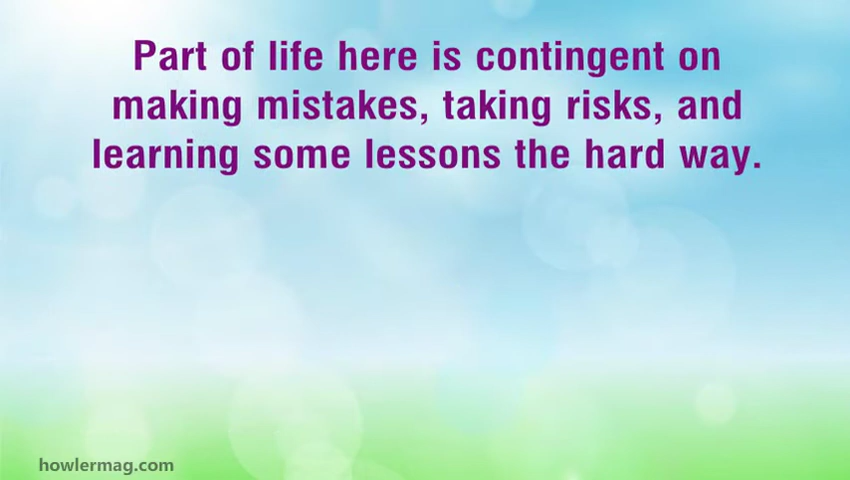 Part of life here is contingent on
making mistakes, taking risks, and
learning some lessons the hard way.
howlermag.com